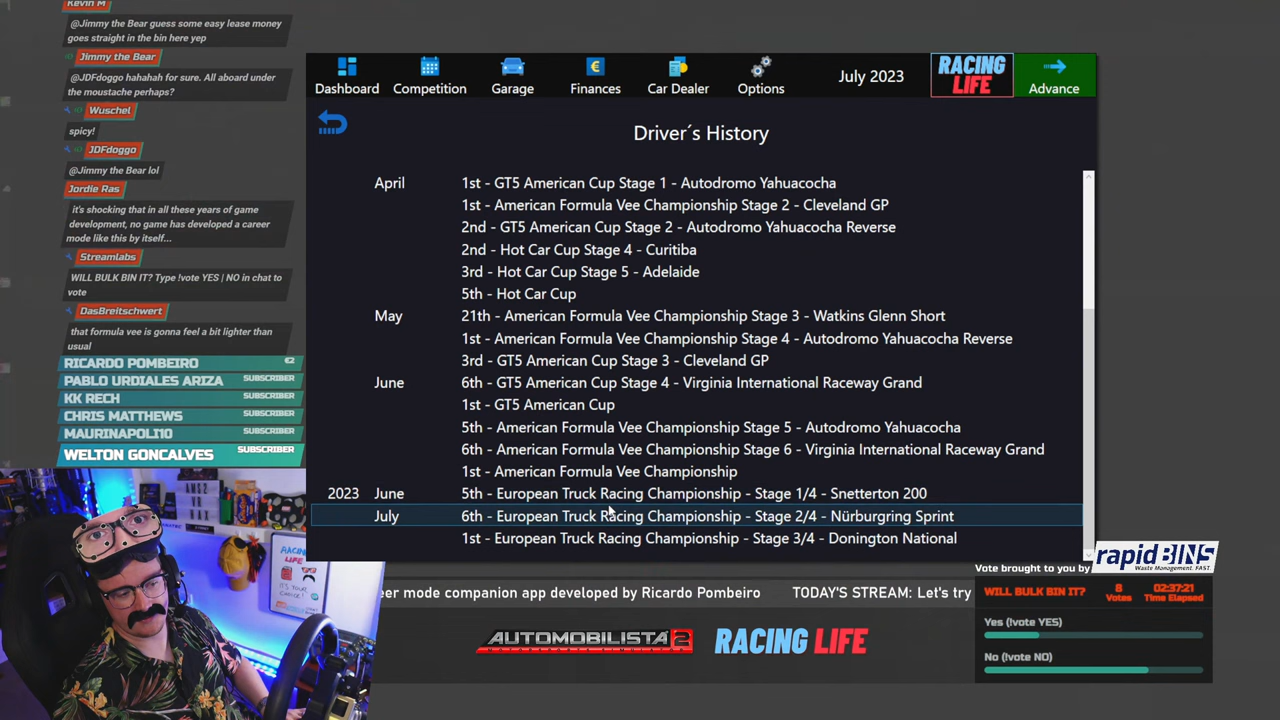 Kevin M
@Jimmy the Bear guess some easy lease money
goes straight in the bin here yep
Jimmy the Bear
@JDFdoggo hahahah for sure. All aboard under
the moustache perhaps?
Wuschel
spicy!
JDFdoggo
@Jimmy the Bear lol
Jordie Ras
it's shocking that in all these years of game
development, no game has developed a career
mode like this by itself...
Streamlabs
WILL BULK BIN IT? Type !vote YES | NO in chat to
vote
DasBreitschwert
that formula vee is gonna feel a bit lighter than
usual
RICARDO POMBEIRO €2
PABLO URDIALES ARIZA SUBSCRIBER
KK RECH SUBSCRIBER
CHRIS MATTHEWS SUBSCRIBER
MAURINAPOLI10 SUBSCRIBER
WELTON GONCALVES SUBSCRIBER
Dashboard Competition Garage Finances Car Dealer Options July 2023 RACING LIFE Advance
Driver´s History
April 1st - GT5 American Cup Stage 1 - Autodromo Yahuacocha
1st - American Formula Vee Championship Stage 2 - Cleveland GP
2nd - GT5 American Cup Stage 2 - Autodromo Yahuacocha Reverse
2nd - Hot Car Cup Stage 4 - Curitiba
3rd - Hot Car Cup Stage 5 - Adelaide
5th - Hot Car Cup
May 21th - American Formula Vee Championship Stage 3 - Watkins Glenn Short
1st - American Formula Vee Championship Stage 4 - Autodromo Yahuacocha Reverse
3rd - GT5 American Cup Stage 3 - Cleveland GP
June 6th - GT5 American Cup Stage 4 - Virginia International Raceway Grand
1st - GT5 American Cup
5th - American Formula Vee Championship Stage 5 - Autodromo Yahuacocha
6th - American Formula Vee Championship Stage 6 - Virginia International Raceway Grand
1st - American Formula Vee Championship
2023 June 5th - European Truck Racing Championship - Stage 1/4 - Snetterton 200
July 6th - European Truck Racing Championship - Stage 2/4 - Nürburgring Sprint
1st - European Truck Racing Championship - Stage 3/4 - Donington National
Vote brought to you by rapidBINS
Waste Management. FAST.
eer mode companion app developed by Ricardo Pombeiro TODAY'S STREAM: Let's try
WILL BULK BIN IT? 8 Votes 02:37:21 Time Elapsed
Yes (!vote YES)
No (!vote NO)
AUTOMOBILISTA 2 RACING LIFE
RACING
LIFE